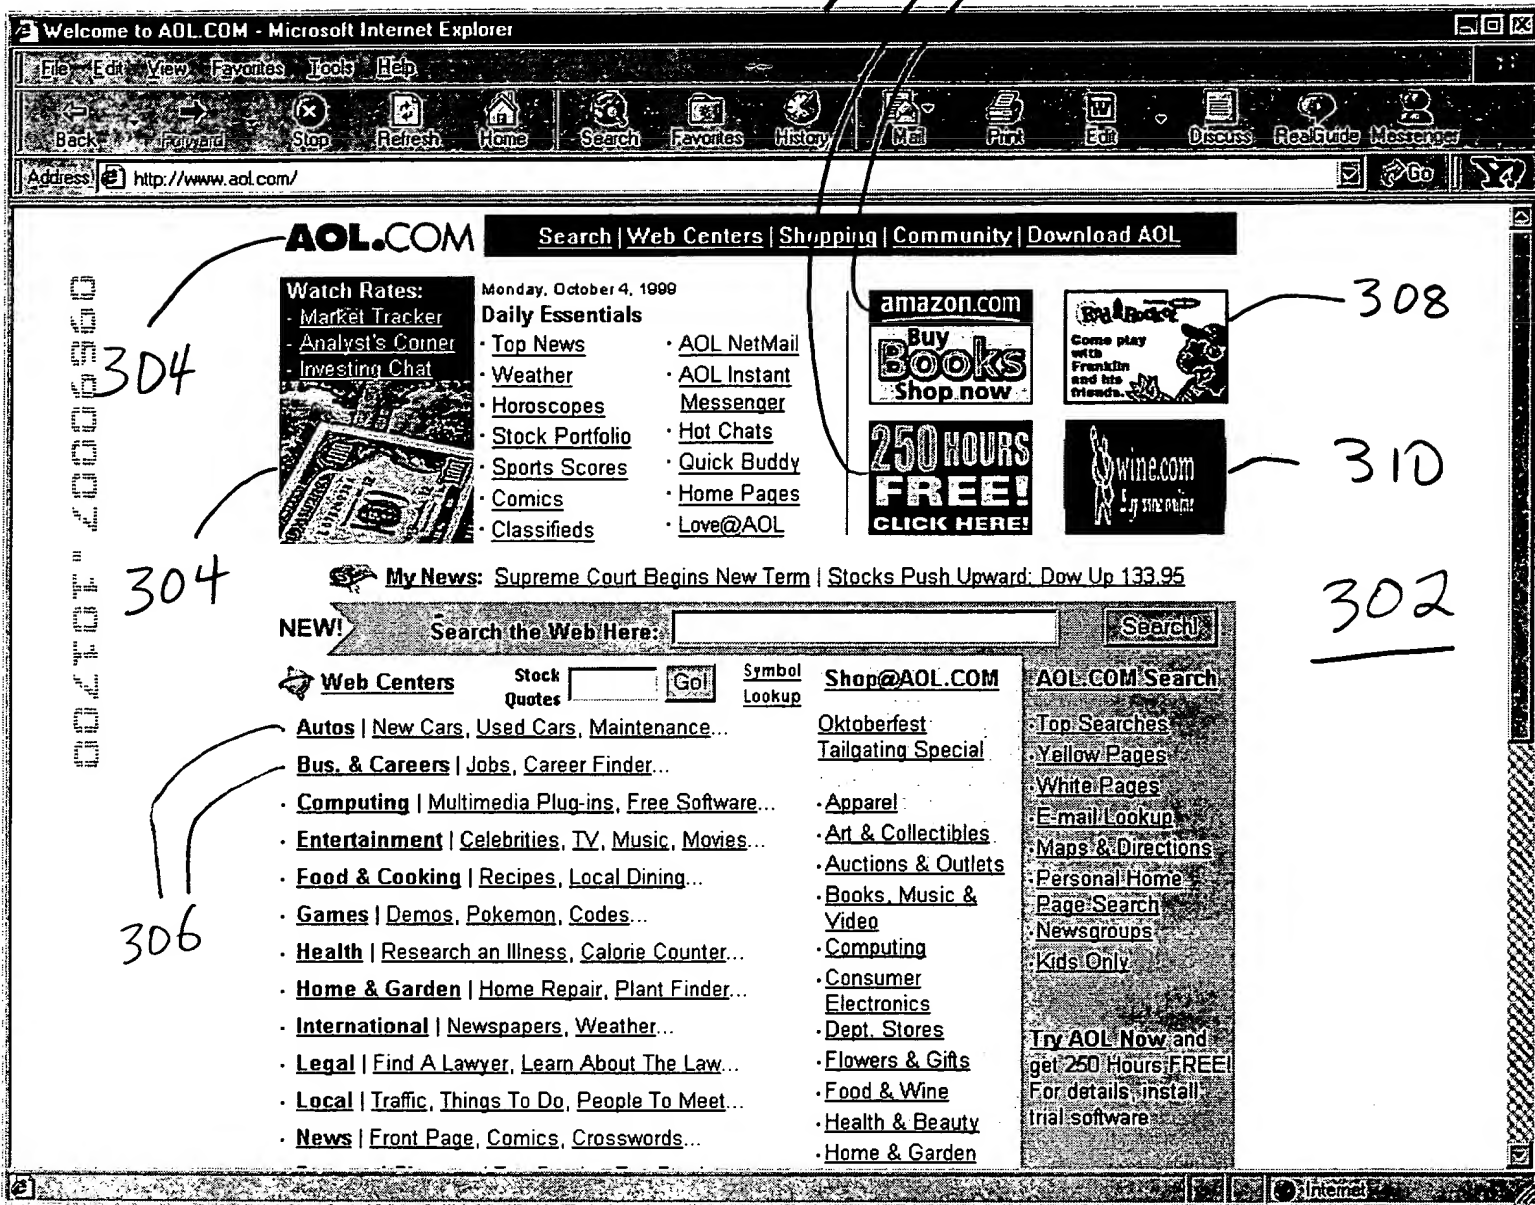 Welcome to AOL.COM - Microsoft Internet Explorer
File Edit View Favorites Tools Help
Back Forward Stop Refresh Home Search Favorites History Mail Print Edit Discuss RealGuide Messenger
Address http://www.aol.com/ Go
AOL.COM Search | Web Centers | Shopping | Community | Download AOL
304
Watch Rates:
· Market Tracker
· Analyst's Corner
· Investing Chat
304
Monday, October 4, 1999
Daily Essentials
· Top News
· Weather
· Horoscopes
· Stock Portfolio
· Sports Scores
· Comics
· Classifieds
· AOL NetMail
· AOL Instant
Messenger
· Hot Chats
· Quick Buddy
· Home Pages
· Love@AOL
amazon.com
Buy
Books
Shop now
Come play
with
Franklin
and his
friends.
308
250 HOURS
FREE!
CLICK HERE!
wine.com
310
302
My News: Supreme Court Begins New Term | Stocks Push Upward: Dow Up 133.95
NEW! Search the Web Here: Search!
Web Centers
Stock
Quotes
Go!
Symbol
Lookup
306
Autos | New Cars, Used Cars, Maintenance...
Bus. & Careers | Jobs, Career Finder...
· Computing | Multimedia Plug-ins, Free Software...
· Entertainment | Celebrities, TV, Music, Movies...
· Food & Cooking | Recipes, Local Dining...
· Games | Demos, Pokemon, Codes...
· Health | Research an Illness, Calorie Counter...
· Home & Garden | Home Repair, Plant Finder...
· International | Newspapers, Weather...
· Legal | Find A Lawyer, Learn About The Law...
· Local | Traffic, Things To Do, People To Meet...
· News | Front Page, Comics, Crosswords...
Shop@AOL.COM
Oktoberfest
Tailgating Special
· Apparel
· Art & Collectibles
· Auctions & Outlets
· Books, Music &
Video
· Computing
· Consumer
Electronics
· Dept. Stores
· Flowers & Gifts
· Food & Wine
· Health & Beauty
· Home & Garden
AOL.COM Search
· Top Searches
· Yellow Pages
· White Pages
· E-mail Lookup
· Maps & Directions
· Personal Home
Page Search
· Newsgroups
· Kids Only
Try AOL Now and
get 250 Hours FREE!
For details, install
trial software
Internet